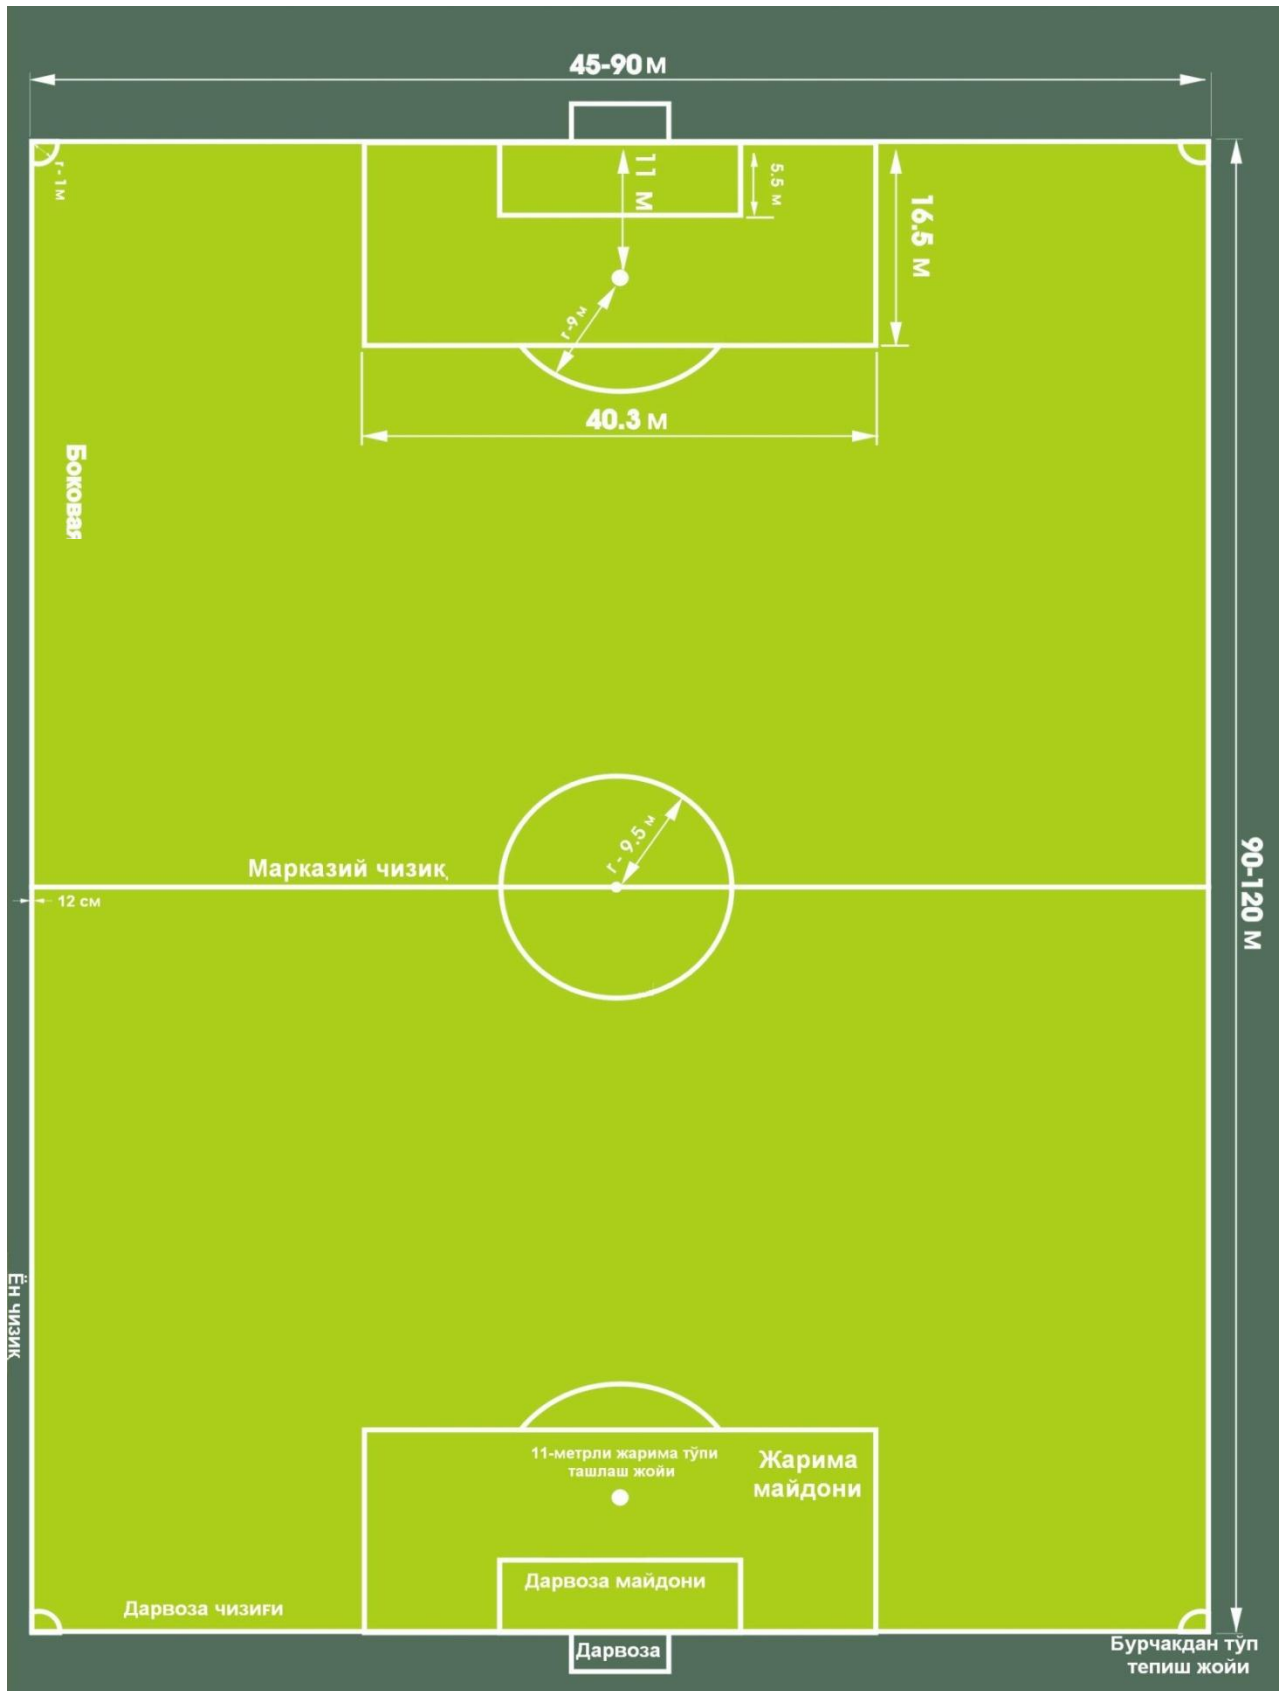 45-90 м
r - 1 м
11 м
5.5 м
16.5 м
r -9 м
40.3 м
Боковая
r - 9.5 м
Марказий чизиқ
12 см
90-120 м
Ён чизиқ
11-метрли жарима тўпи
ташлаш жойи
Жарима
майдони
Дарвоза майдони
Дарвоза чизиғи
Дарвоза
Бурчакдан тўп
тепиш жойи